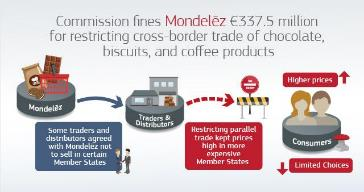 Commission fines Mondelēz €337.5 million
for restricting cross-border trade of chocolate,
biscuits, and coffee products
Mondelēz
Some traders and
distributors agreed
with Mondelēz not
to sell in certain
Member States
Traders &
Distributors
Restricting parallel
trade kept prices
high in more
expensive
Member States
Higher prices
Consumers
Limited Choices